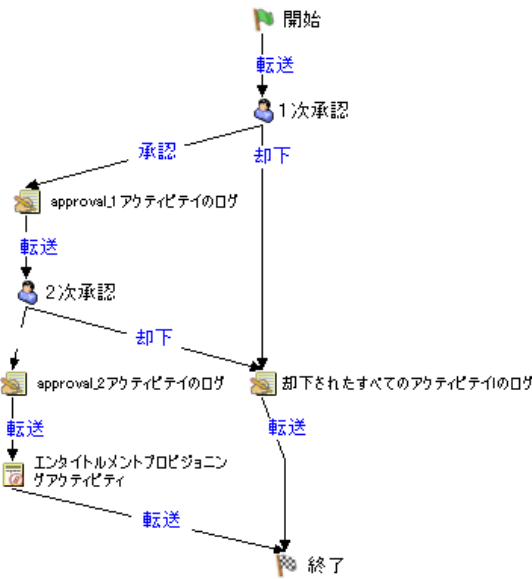 開始
転送
1次承認
承認
却下
approval_1アクティビティのログ
転送
2次承認
却下
approval_2アクティビティのログ
却下されたすべてのアクティビティIのログ
転送
転送
エンタイトルメントプロビジョニン
グアクティビティ
転送
終了